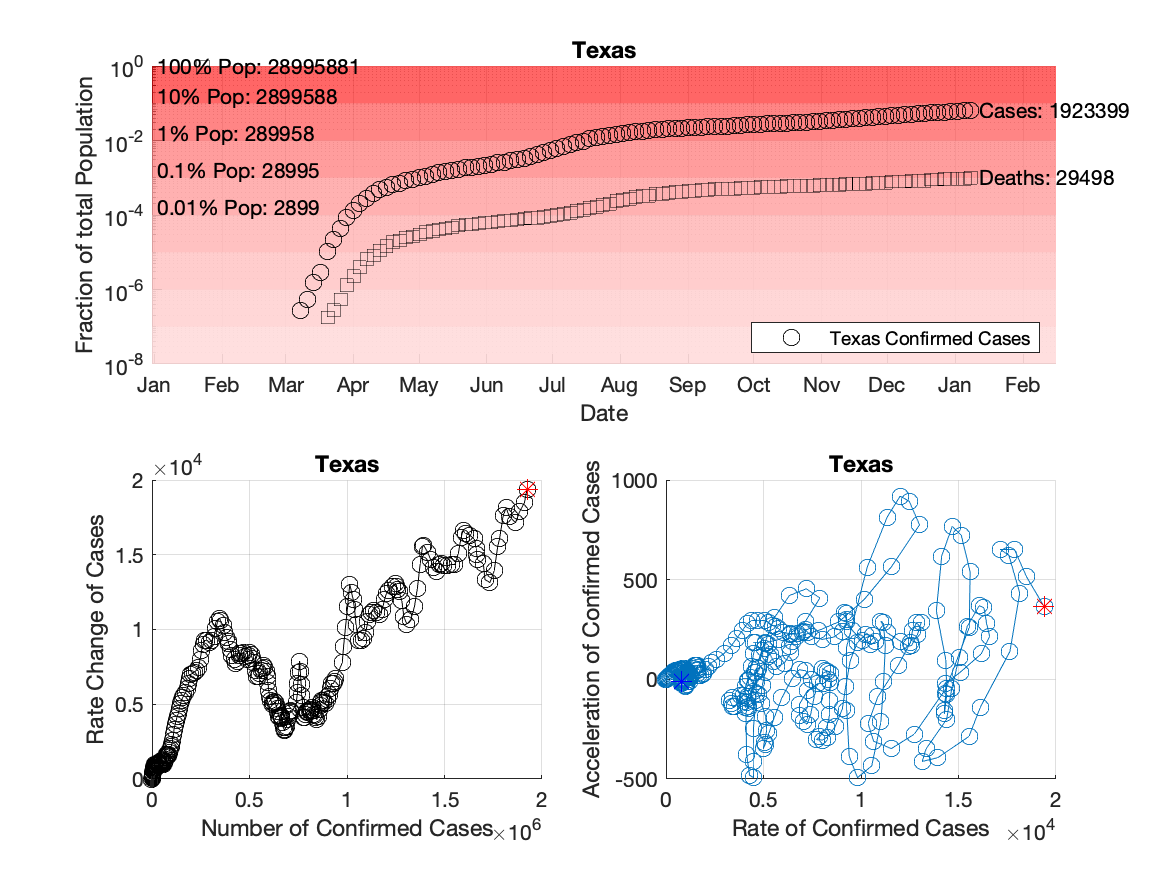 Texas
Fraction of total Population
10^0
10^-2
10^-4
10^-6
10^-8
100% Pop: 28995881
10% Pop: 2899588
1% Pop: 289958
0.1% Pop: 28995
0.01% Pop: 2899
Cases: 1923399
Deaths: 29498
Texas Confirmed Cases
Jan Feb Mar Apr May Jun Jul Aug Sep Oct Nov Dec Jan Feb
Date
Texas
×10^4
Rate Change of Cases
2
1.5
1
0.5
0
0 0.5 1 1.5 2
Number of Confirmed Cases
×10^6
Texas
Acceleration of Confirmed Cases
1000
500
0
-500
0 0.5 1 1.5 2
Rate of Confirmed Cases
×10^4